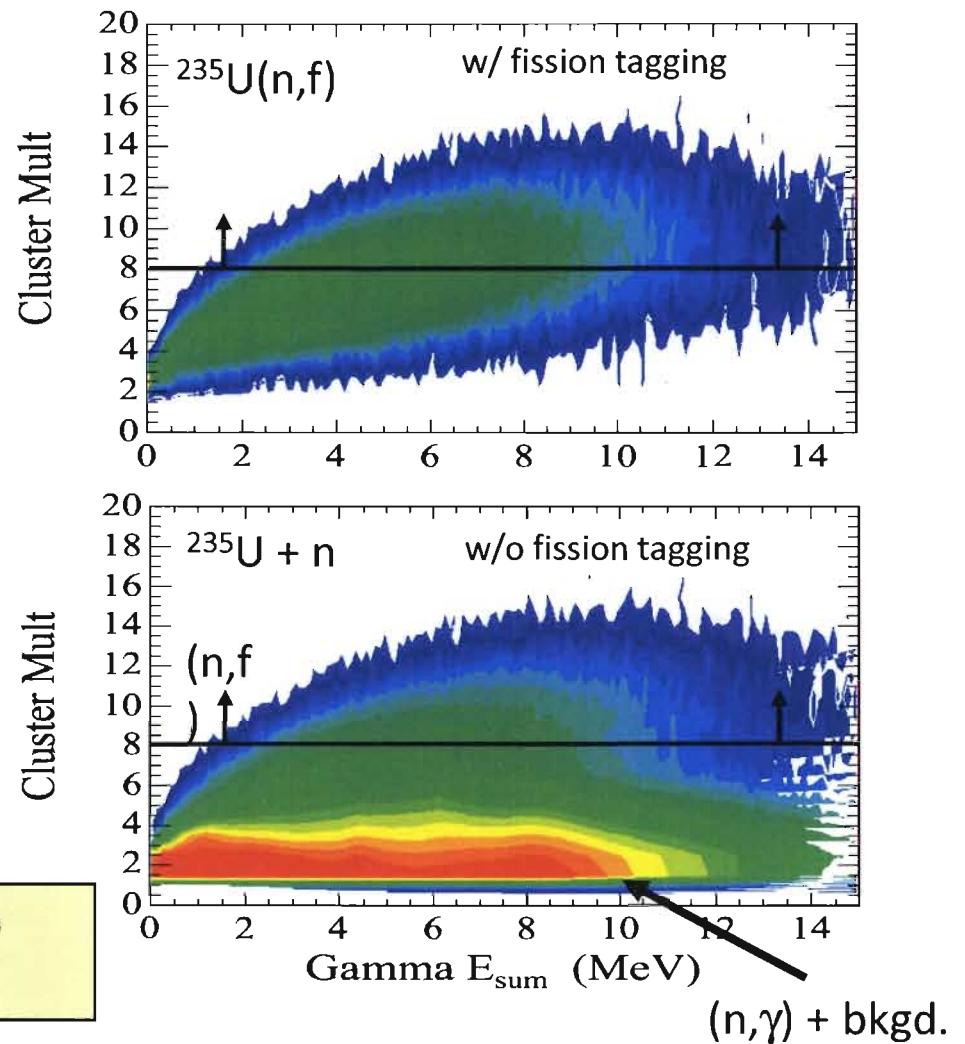 20
18
16
14
12
10
8
6
4
2
0
Cluster Mult
²³⁵U(n,f)
w/ fission tagging
0 2 4 6 8 10 12 14
20
18
16
14
12
10
8
6
4
2
0
Cluster Mult
²³⁵U + n
w/o fission tagging
(n,f
)
0 2 4 6 8 10 12 14
Gamma E_sum (MeV)
(n,γ) + bkgd.